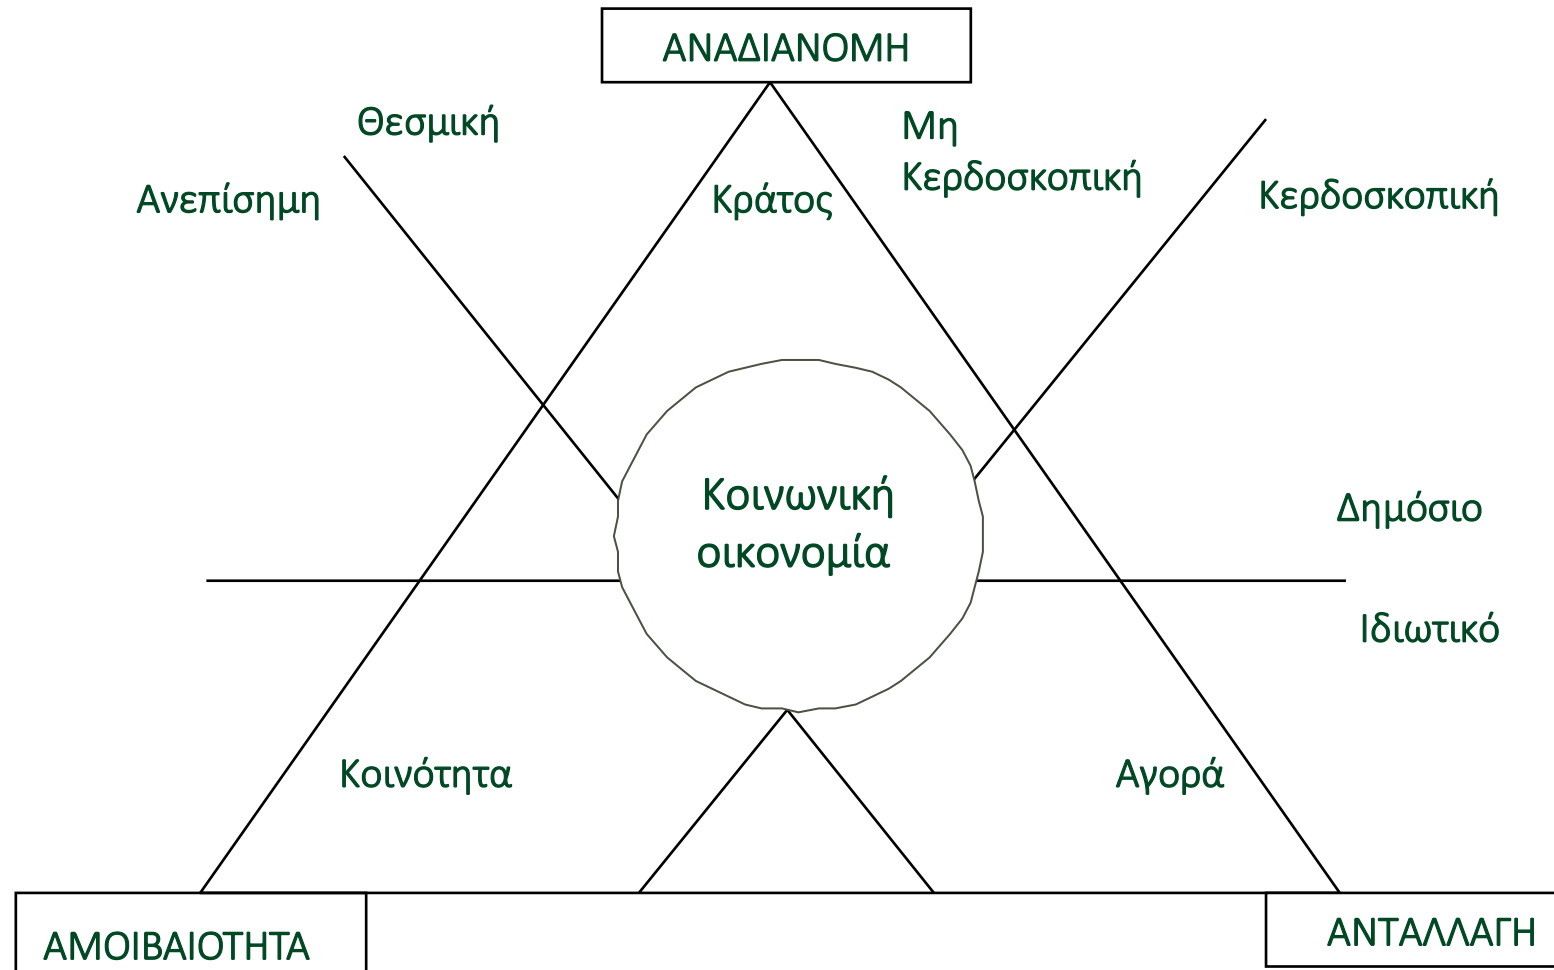 ΑΝΑΔΙΑΝΟΜΗ
Θεσμική
Μη
Κερδοσκοπική
Ανεπίσημη
Κράτος
Κερδοσκοπική
Κοινωνική
οικονομία
Δημόσιο
Ιδιωτικό
Κοινότητα
Αγορά
ΑΜΟΙΒΑΙΟΤΗΤΑ
ΑΝΤΑΛΛΑΓΗ